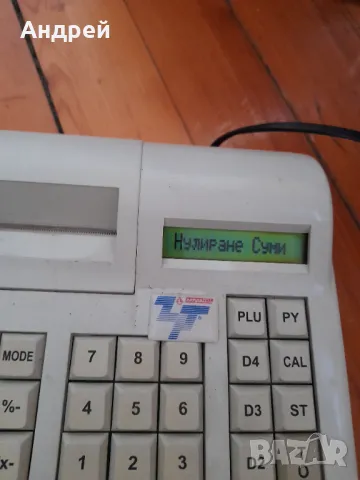 Андрей
Нулиране Суми
PLU PY
MODE 7 8 9 D4 CAL
%- 4 5 6 D3 ST
x- 1 2 3 D2
BAZAR